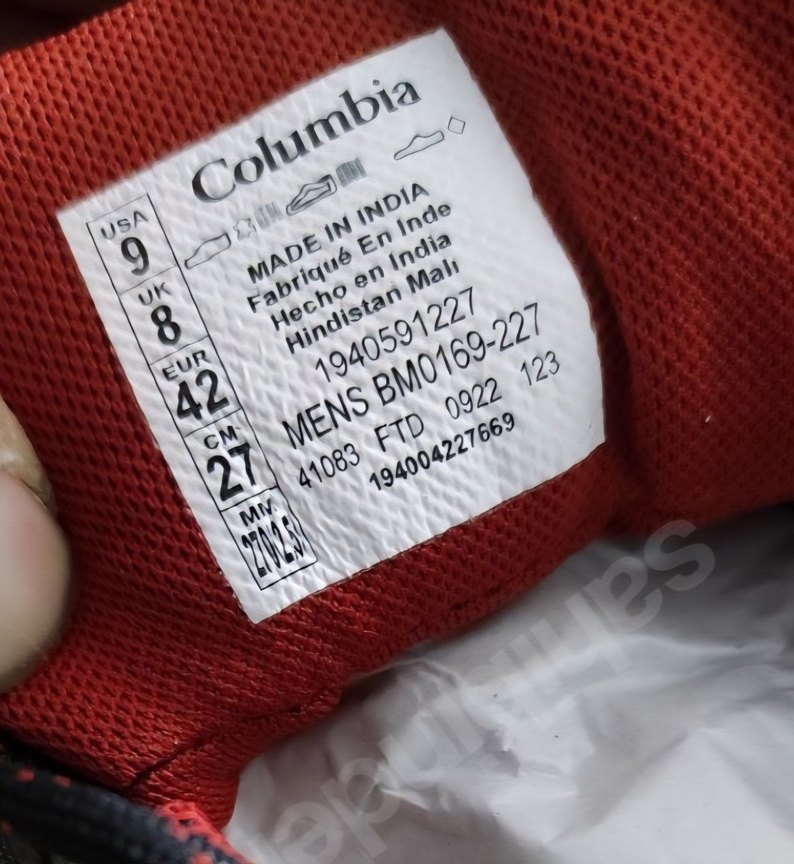 Columbia
USA
9
UK
8
EUR
42
CM
27
MM
MADE IN INDIA
Fabriqué En Inde
Hecho en India
Hindistan Malı
1940591227
MENS BM0169-227
41083 FTD 0922 123
194004227669